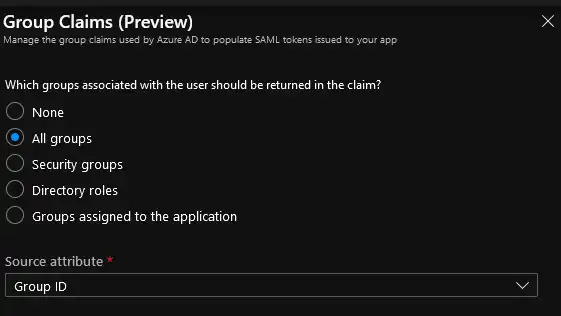 Group Claims (Preview)
Manage the group claims used by Azure AD to populate SAML tokens issued to your app
Which groups associated with the user should be returned in the claim?
None
All groups
Security groups
Directory roles
Groups assigned to the application
Source attribute *
Group ID